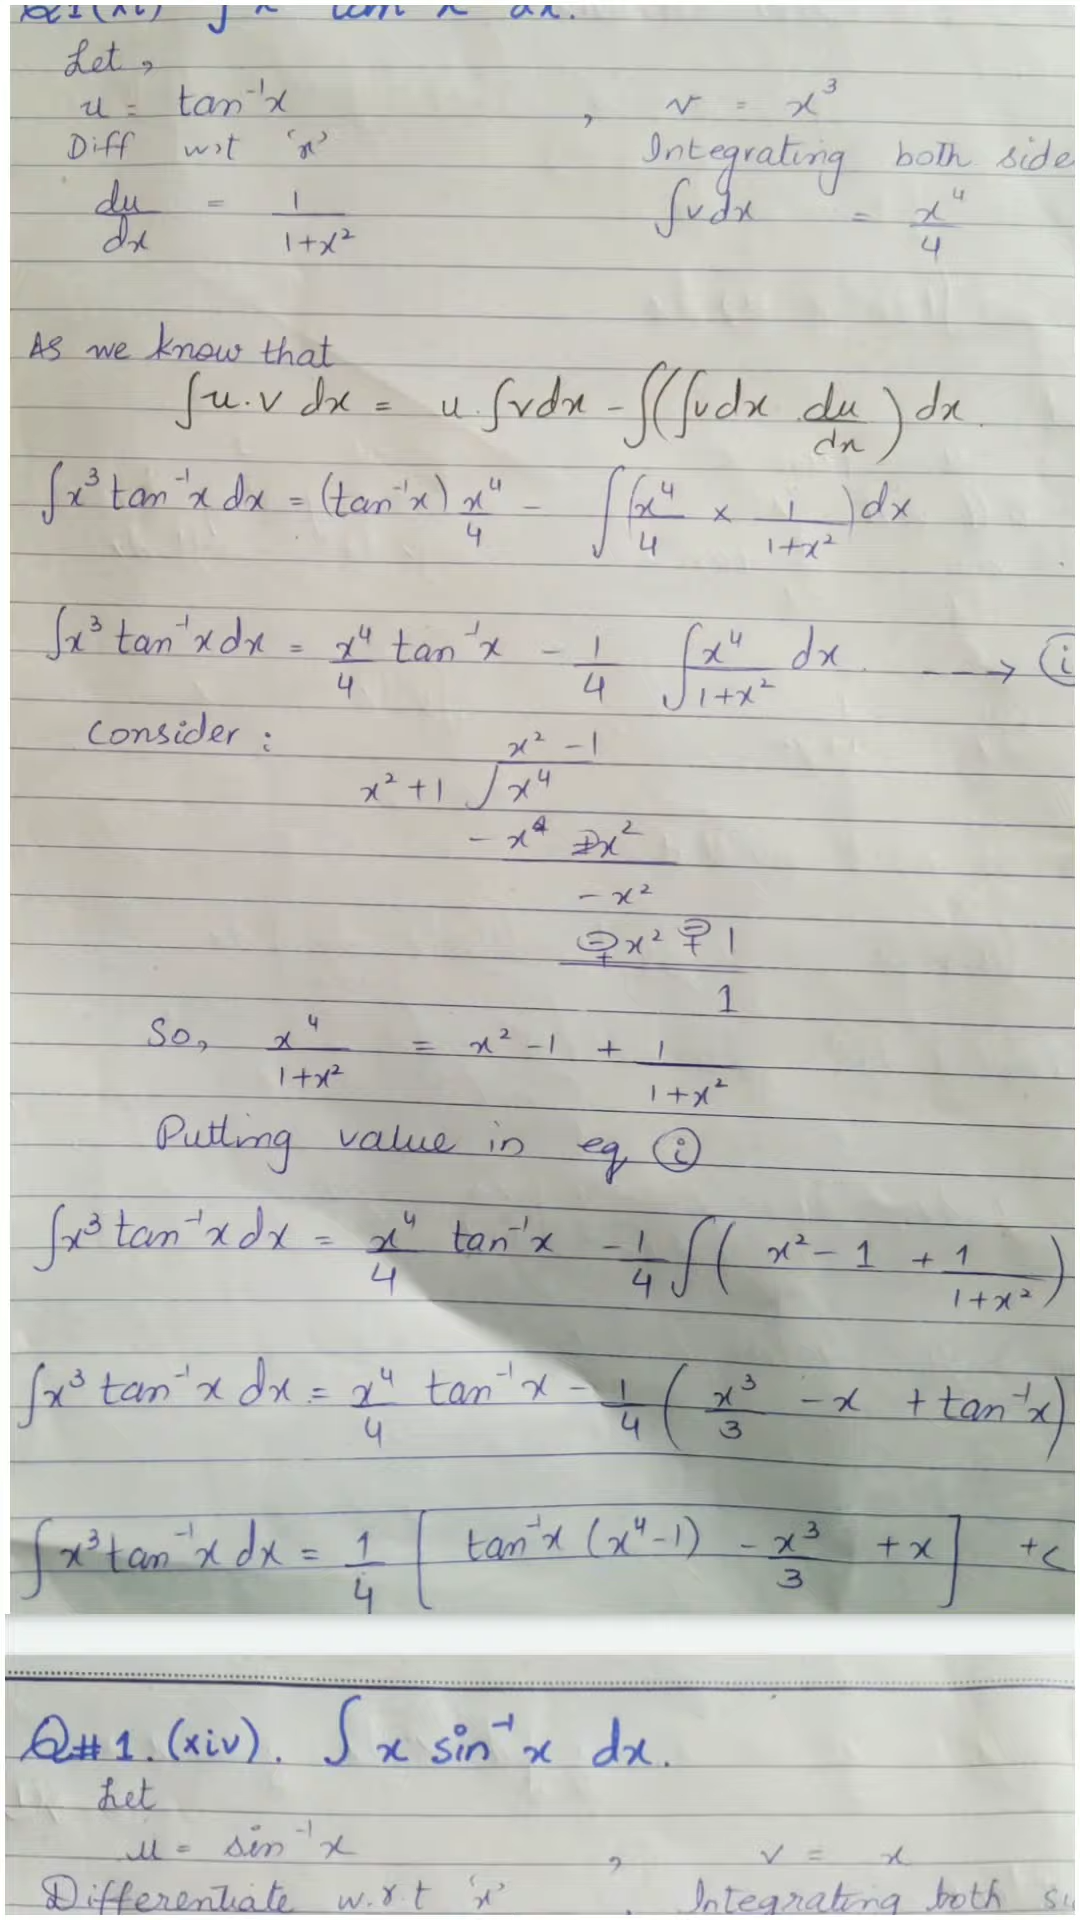 Let,
u = tan⁻¹x , v = x³
Diff w.r.t 'x' Integrating both side
du/dx = 1/(1+x²) ∫vdx = x⁴/4
As we know that
∫u.v dx = u.∫vdx - ∫(∫vdx . du/dx) dx.
∫x³ tan⁻¹x dx = (tan⁻¹x) x⁴/4 - ∫(x⁴/4 × 1/(1+x²)) dx
∫x³ tan⁻¹x dx = x⁴/4 tan⁻¹x - 1/4 ∫x⁴/(1+x²) dx ---→ (i
Consider :
x² - 1
x² + 1 √x⁴
- x⁴ ± x²
- x²
∓x² ∓ 1
1
So, x⁴/(1+x²) = x² - 1 + 1/(1+x²)
Putting value in eq (i)
∫x³ tan⁻¹x dx = x⁴/4 tan⁻¹x - 1/4 ∫(x² - 1 + 1/(1+x²))
∫x³ tan⁻¹x dx = x⁴/4 tan⁻¹x - 1/4 (x³/3 - x + tan⁻¹x)
∫x³ tan⁻¹x dx = 1/4 [tan⁻¹x (x⁴-1) - x³/3 + x] + c
Q#1.(xiv). ∫ x sin⁻¹x dx.
Let
u = sin⁻¹x , v = x
Differentiate w.r.t 'x' , Integrating both